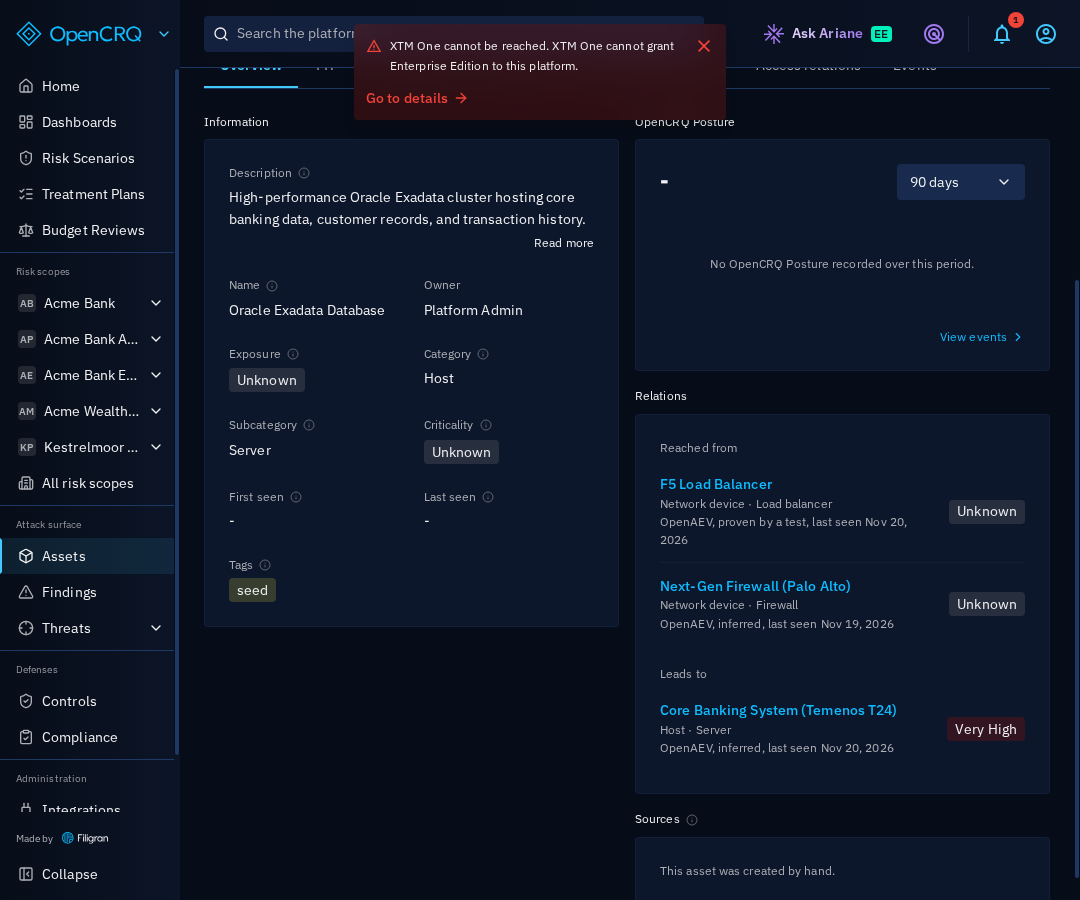 OpenCRQ
Search the platform
Ask Ariane EE
1
XTM One cannot be reached. XTM One cannot grant
Enterprise Edition to this platform.
Go to details
Home
Dashboards
Risk Scenarios
Treatment Plans
Budget Reviews
Risk scopes
AB Acme Bank
AP Acme Bank A...
AE Acme Bank E...
AM Acme Wealth...
KP Kestrelmoor ...
All risk scopes
Attack surface
Assets
Findings
Threats
Defenses
Controls
Compliance
Administration
Integrations
Made by Filigran
Collapse
Overview
Access relations
Events
Information
Description
High-performance Oracle Exadata cluster hosting core
banking data, customer records, and transaction history.
Read more
Name
Oracle Exadata Database
Owner
Platform Admin
Exposure
Unknown
Category
Host
Subcategory
Server
Criticality
Unknown
First seen
-
Last seen
-
Tags
seed
OpenCRQ Posture
-
90 days
No OpenCRQ Posture recorded over this period.
View events
Relations
Reached from
F5 Load Balancer
Network device · Load balancer
OpenAEV, proven by a test, last seen Nov 20,
2026
Unknown
Next-Gen Firewall (Palo Alto)
Network device · Firewall
OpenAEV, inferred, last seen Nov 19, 2026
Unknown
Leads to
Core Banking System (Temenos T24)
Host · Server
OpenAEV, inferred, last seen Nov 20, 2026
Very High
Sources
This asset was created by hand.